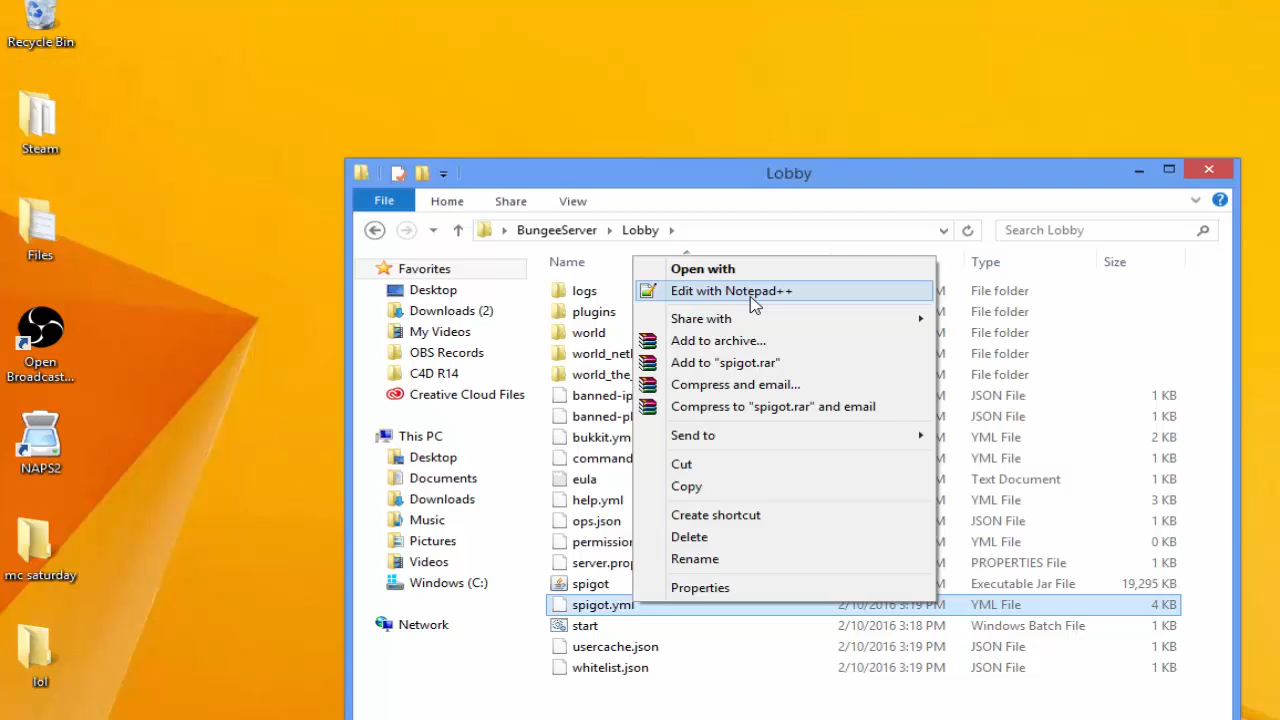 Recycle Bin
Steam
Files
Open
Broadcast...
NAPS2
mc saturday
lol
Lobby
File Home Share View
BungeeServer Lobby
Search Lobby
Favorites
Desktop
Downloads (2)
My Videos
OBS Records
C4D R14
Creative Cloud Files
This PC
Desktop
Documents
Downloads
Music
Pictures
Videos
Windows (C:)
Network
Name Type Size
logs File folder
plugins File folder
world File folder
world_net File folder
world_the_ File folder
banned-ip M JSON File 1 KB
banned-pl M JSON File 1 KB
bukkit.ym M YML File 2 KB
command M YML File 1 KB
eula M Text Document 1 KB
help.yml M YML File 3 KB
ops.json M JSON File 1 KB
permission M YML File 0 KB
server.prop M PROPERTIES File 1 KB
spigot M Executable Jar File 19,295 KB
spigot.yml 2/10/2016 3:19 PM YML File 4 KB
start 2/10/2016 3:18 PM Windows Batch File 1 KB
usercache.json 2/10/2016 3:19 PM JSON File 1 KB
whitelist.json 2/10/2016 3:19 PM JSON File 1 KB
Open with
Edit with Notepad++
Share with
Add to archive...
Add to "spigot.rar"
Compress and email...
Compress to "spigot.rar" and email
Send to
Cut
Copy
Create shortcut
Delete
Rename
Properties